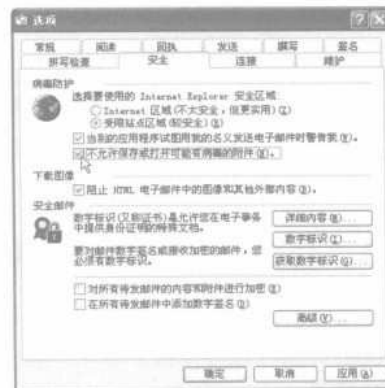 选项
常规 阅读 回执 发送 撰写 签名
拼写检查 安全 连接 维护
病毒防护
选择要使用的 Internet Explorer 安全区域:
Internet 区域(不太安全，但更实用)(I)
受限站点区域(较安全)(R)
当别的应用程序试图用我的名义发送电子邮件时警告我(W)。
不允许保存或打开可能有病毒的附件(N)。
下载图像
阻止 HTML 电子邮件中的图像和其他外部内容(B)。
安全邮件
数字标识(又称证书)是允许您在电子事务中提供身份证明的特殊文档。
详细内容(M)...
数字标识(I)...
要对邮件数字签名或接收加密的邮件，您必须有数字标识。
获取数字标识(G)...
对所有待发邮件的内容和附件进行加密(E)
在所有待发邮件中添加数字签名(D)
高级(V)...
确定 取消 应用(A)